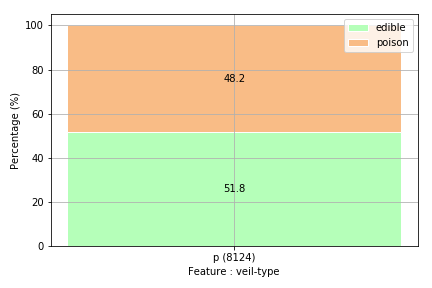 100
80
60
40
20
0
Percentage (%)
edible
poison
48.2
51.8
p (8124)
Feature : veil-type